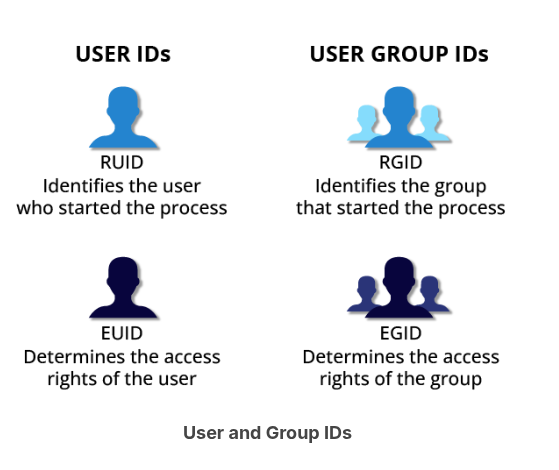 USER IDs
RUID
Identifies the user
who started the process
EUID
Determines the access
rights of the user
USER GROUP IDs
RGID
Identifies the group
that started the process
EGID
Determines the access
rights of the group
User and Group IDs